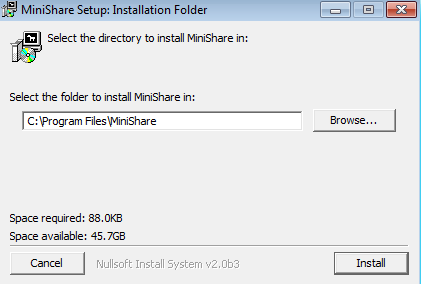 MiniShare Setup: Installation Folder
Select the directory to install MiniShare in:
Select the folder to install MiniShare in:
C:\Program Files\MiniShare
Browse...
Space required: 88.0KB
Space available: 45.7GB
Cancel
Nullsoft Install System v2.0b3
Install